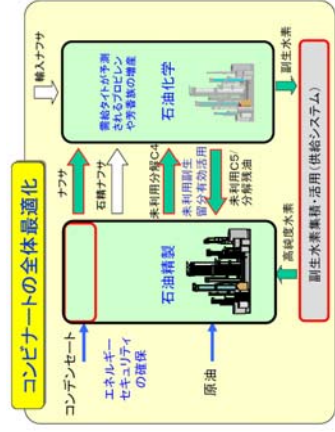 コンビナートの全体最適化
コンデンセート
エネルギー
セキュリティ
の確保
原油
石油精製
ナフサ
石精ナフサ
未利用分解C4
未利用副生
留分有効活用
未利用C5/
分解残油
輸入ナフサ
需給タイトが予測
されるプロピレン
や芳香族の増産
石油化学
高純度水素
副生水素
副生水素集積・活用(供給システム)